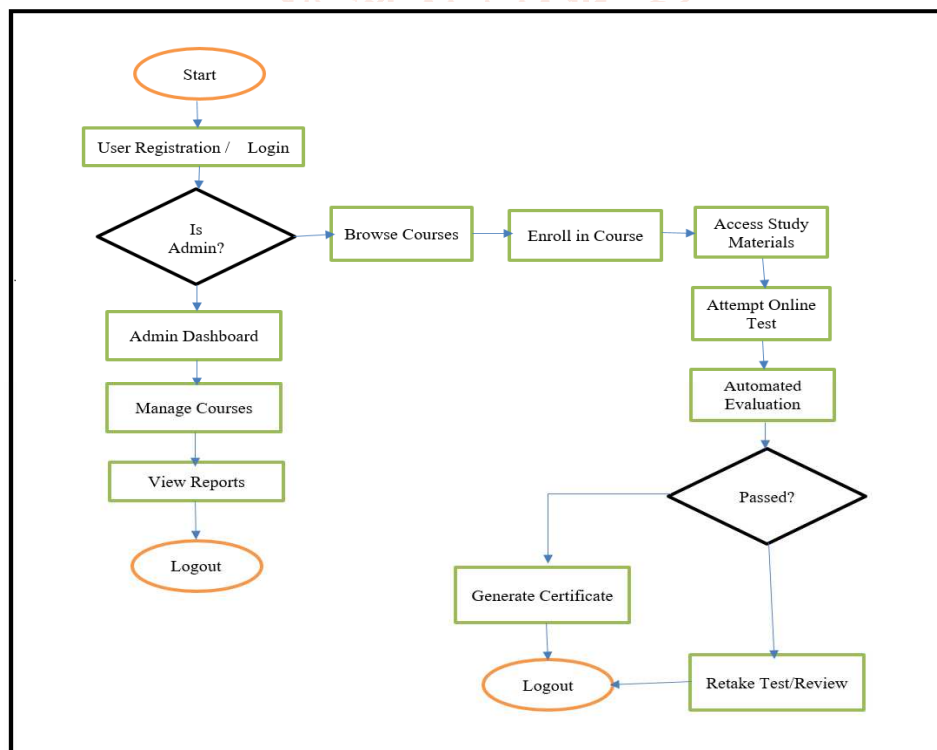 Start
User Registration / Login
Is
Admin?
Browse Courses
Enroll in Course
Access Study
Materials
Attempt Online
Test
Admin Dashboard
Automated
Evaluation
Manage Courses
View Reports
Passed?
Logout
Generate Certificate
Logout
Retake Test/Review